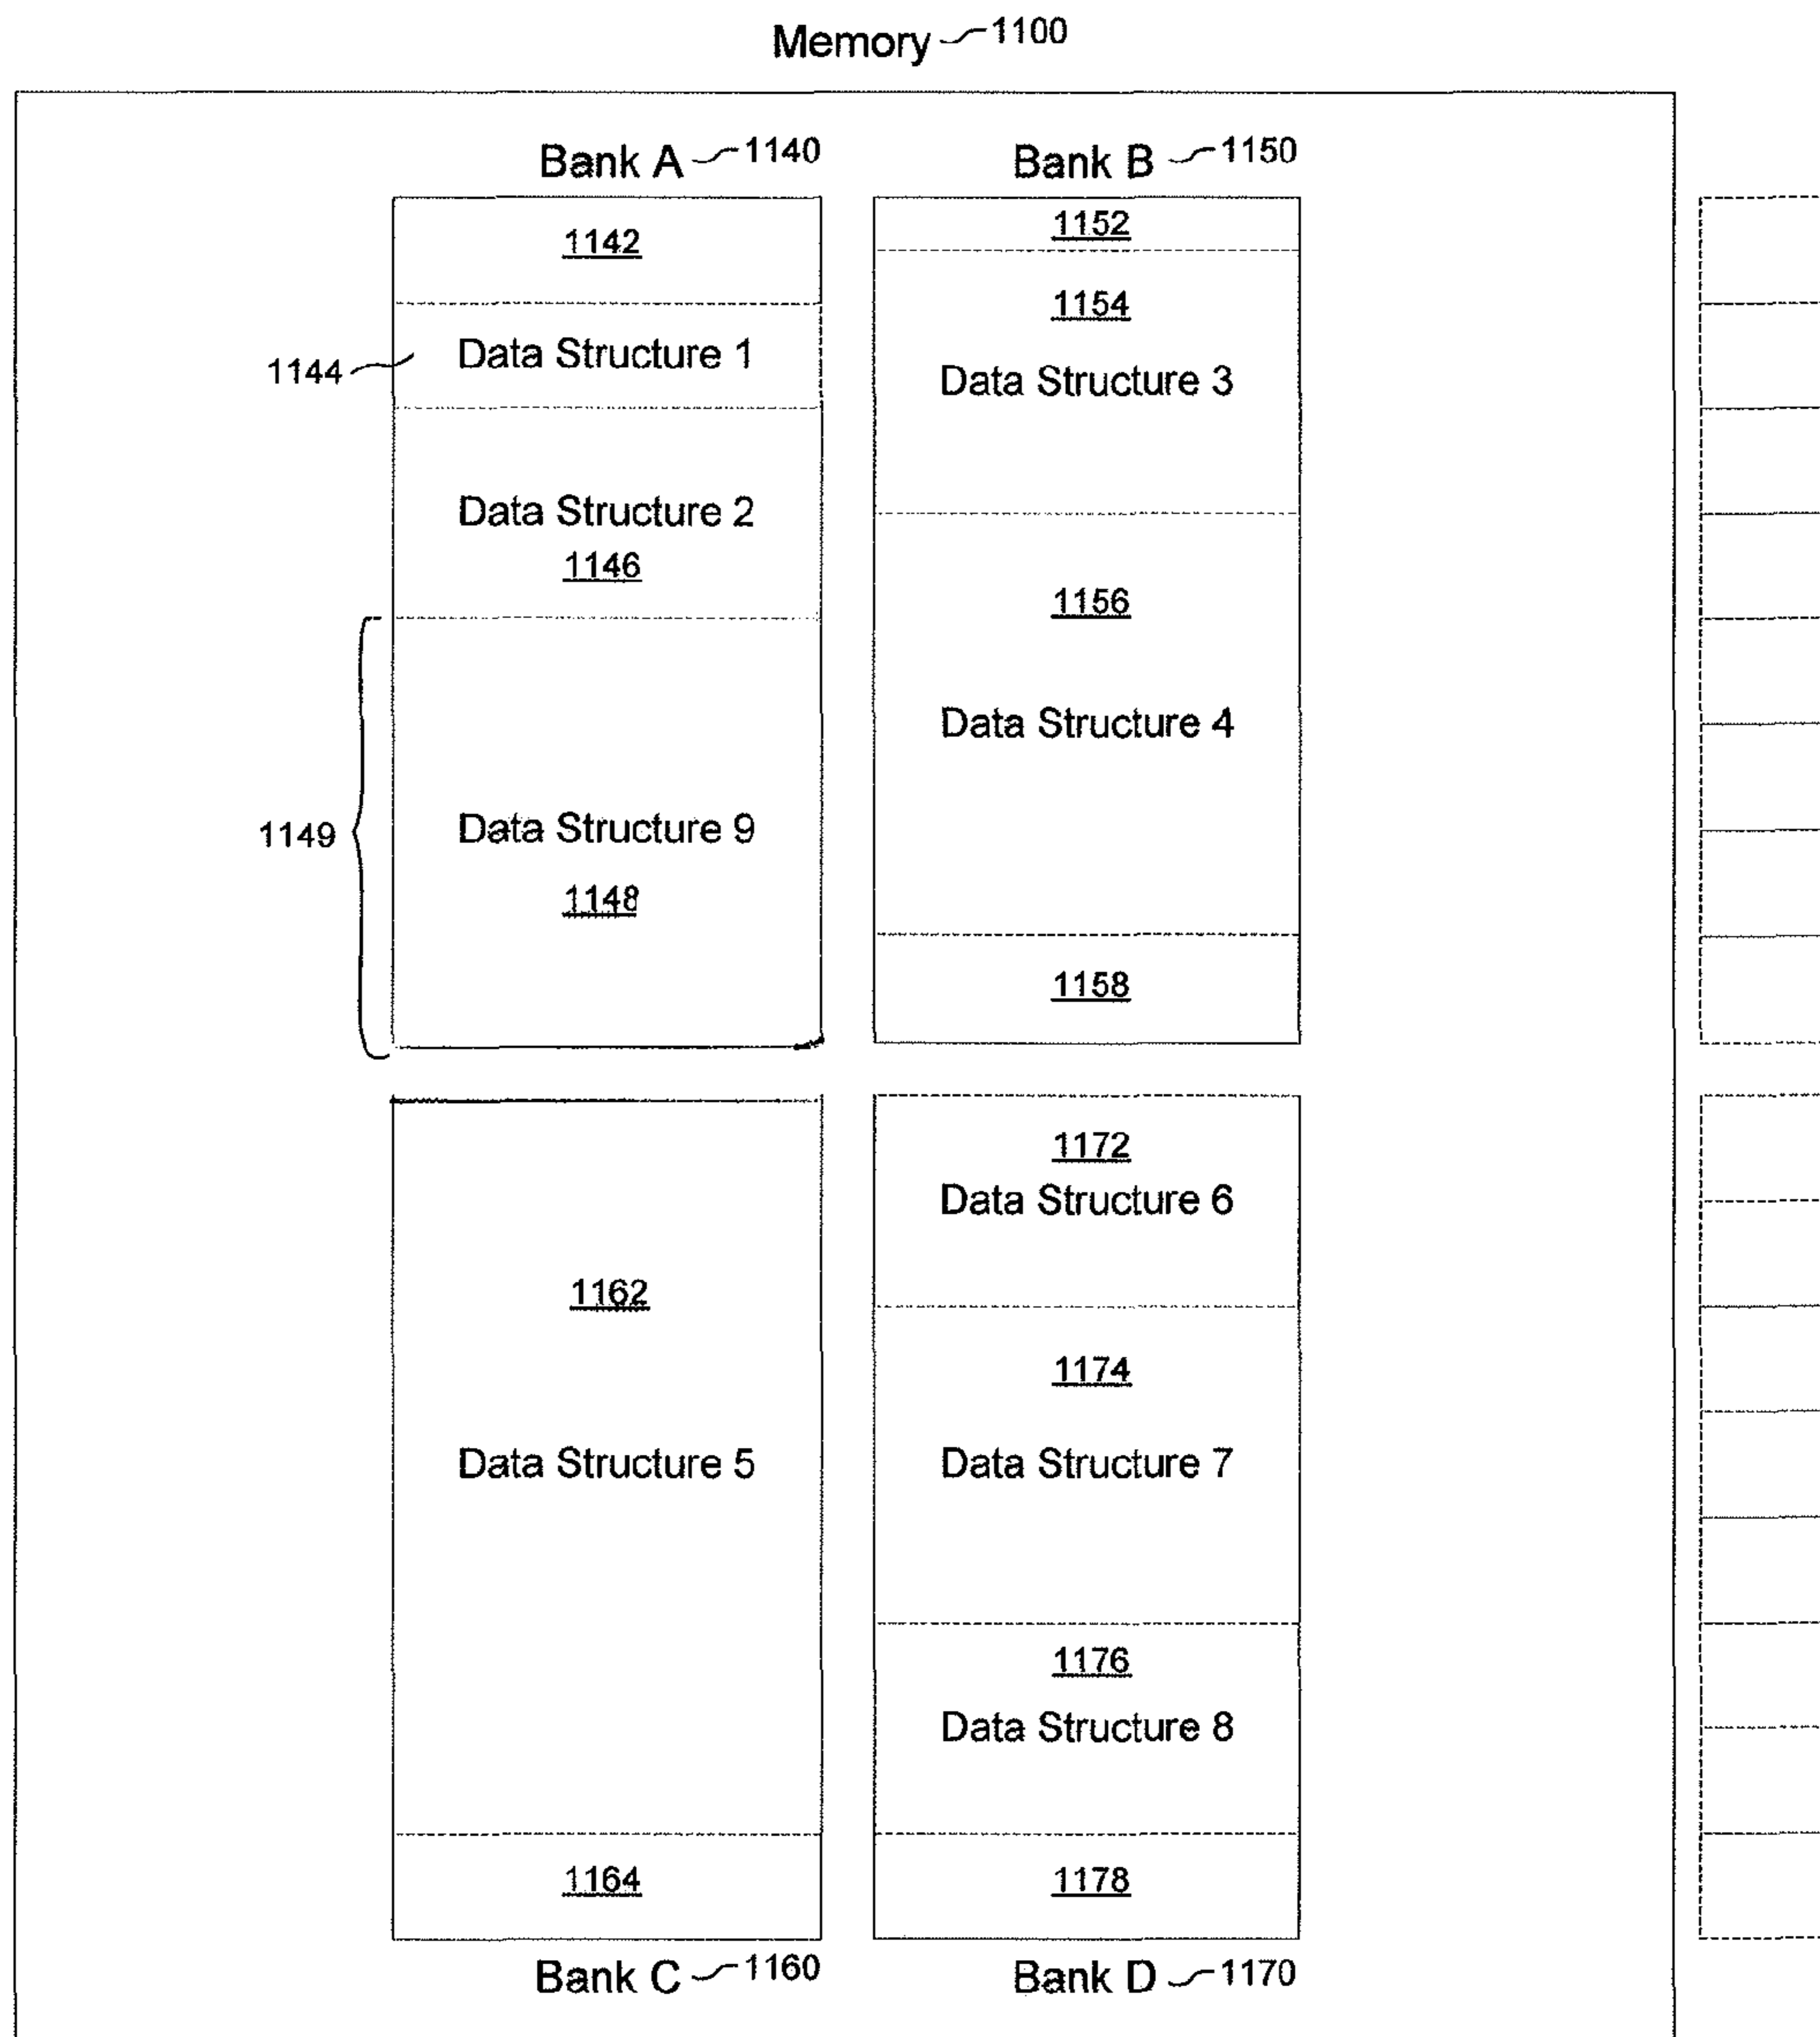 Memory 1100
Bank A 1140
1142
1144
Data Structure 1
Data Structure 2
1146
1149
Data Structure 9
1148
Bank B 1150
1152
1154
Data Structure 3
1156
Data Structure 4
1158
1162
Data Structure 5
1164
Bank C 1160
1172
Data Structure 6
1174
Data Structure 7
1176
Data Structure 8
1178
Bank D 1170